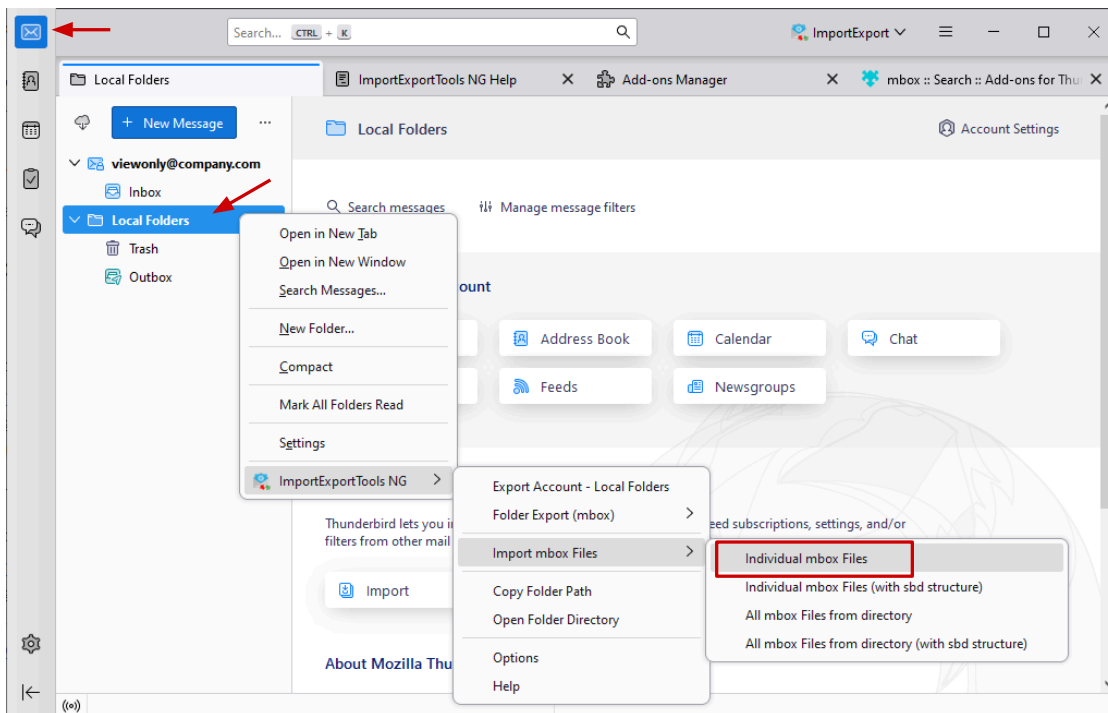 Search... CTRL + K
ImportExport
Local Folders
ImportExportTools NG Help
Add-ons Manager
mbox :: Search :: Add-ons for Thu
+ New Message
...
Local Folders
Account Settings
viewonly@company.com
Inbox
Local Folders
Trash
Outbox
Search messages
Manage message filters
Open in New Tab
Open in New Window
Search Messages...
New Folder...
Compact
Mark All Folders Read
Settings
ImportExportTools NG
ount
Address Book
Calendar
Chat
Feeds
Newsgroups
Export Account - Local Folders
Folder Export (mbox)
Import mbox Files
Copy Folder Path
Open Folder Directory
Options
Help
Individual mbox Files
Individual mbox Files (with sbd structure)
All mbox Files from directory
All mbox Files from directory (with sbd structure)
Thunderbird lets you i
eed subscriptions, settings, and/or
filters from other mail
Import
About Mozilla Thu